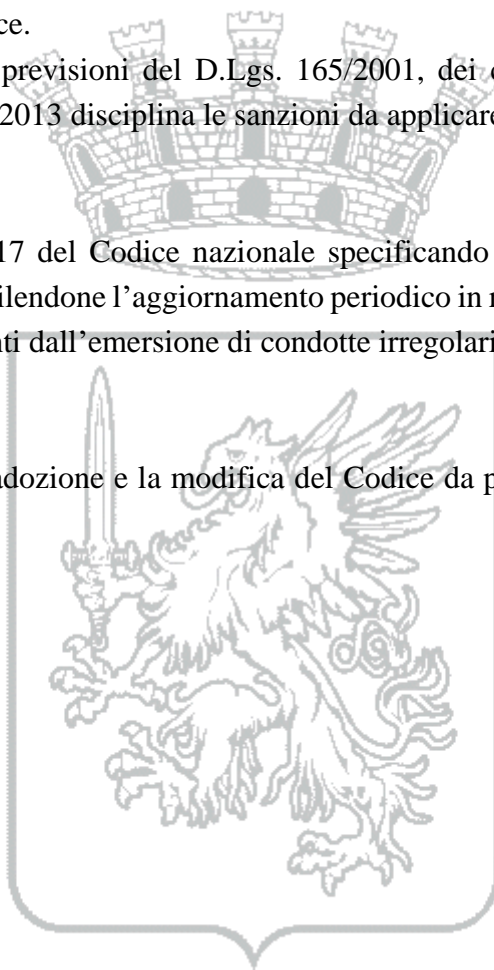 ce.
previsioni del D.Lgs. 165/2001, dei
2013 disciplina le sanzioni da applicare
17 del Codice nazionale specificando
ilendone l’aggiornamento periodico in
nti dall’emersione di condotte irregolari
adozione e la modifica del Codice da